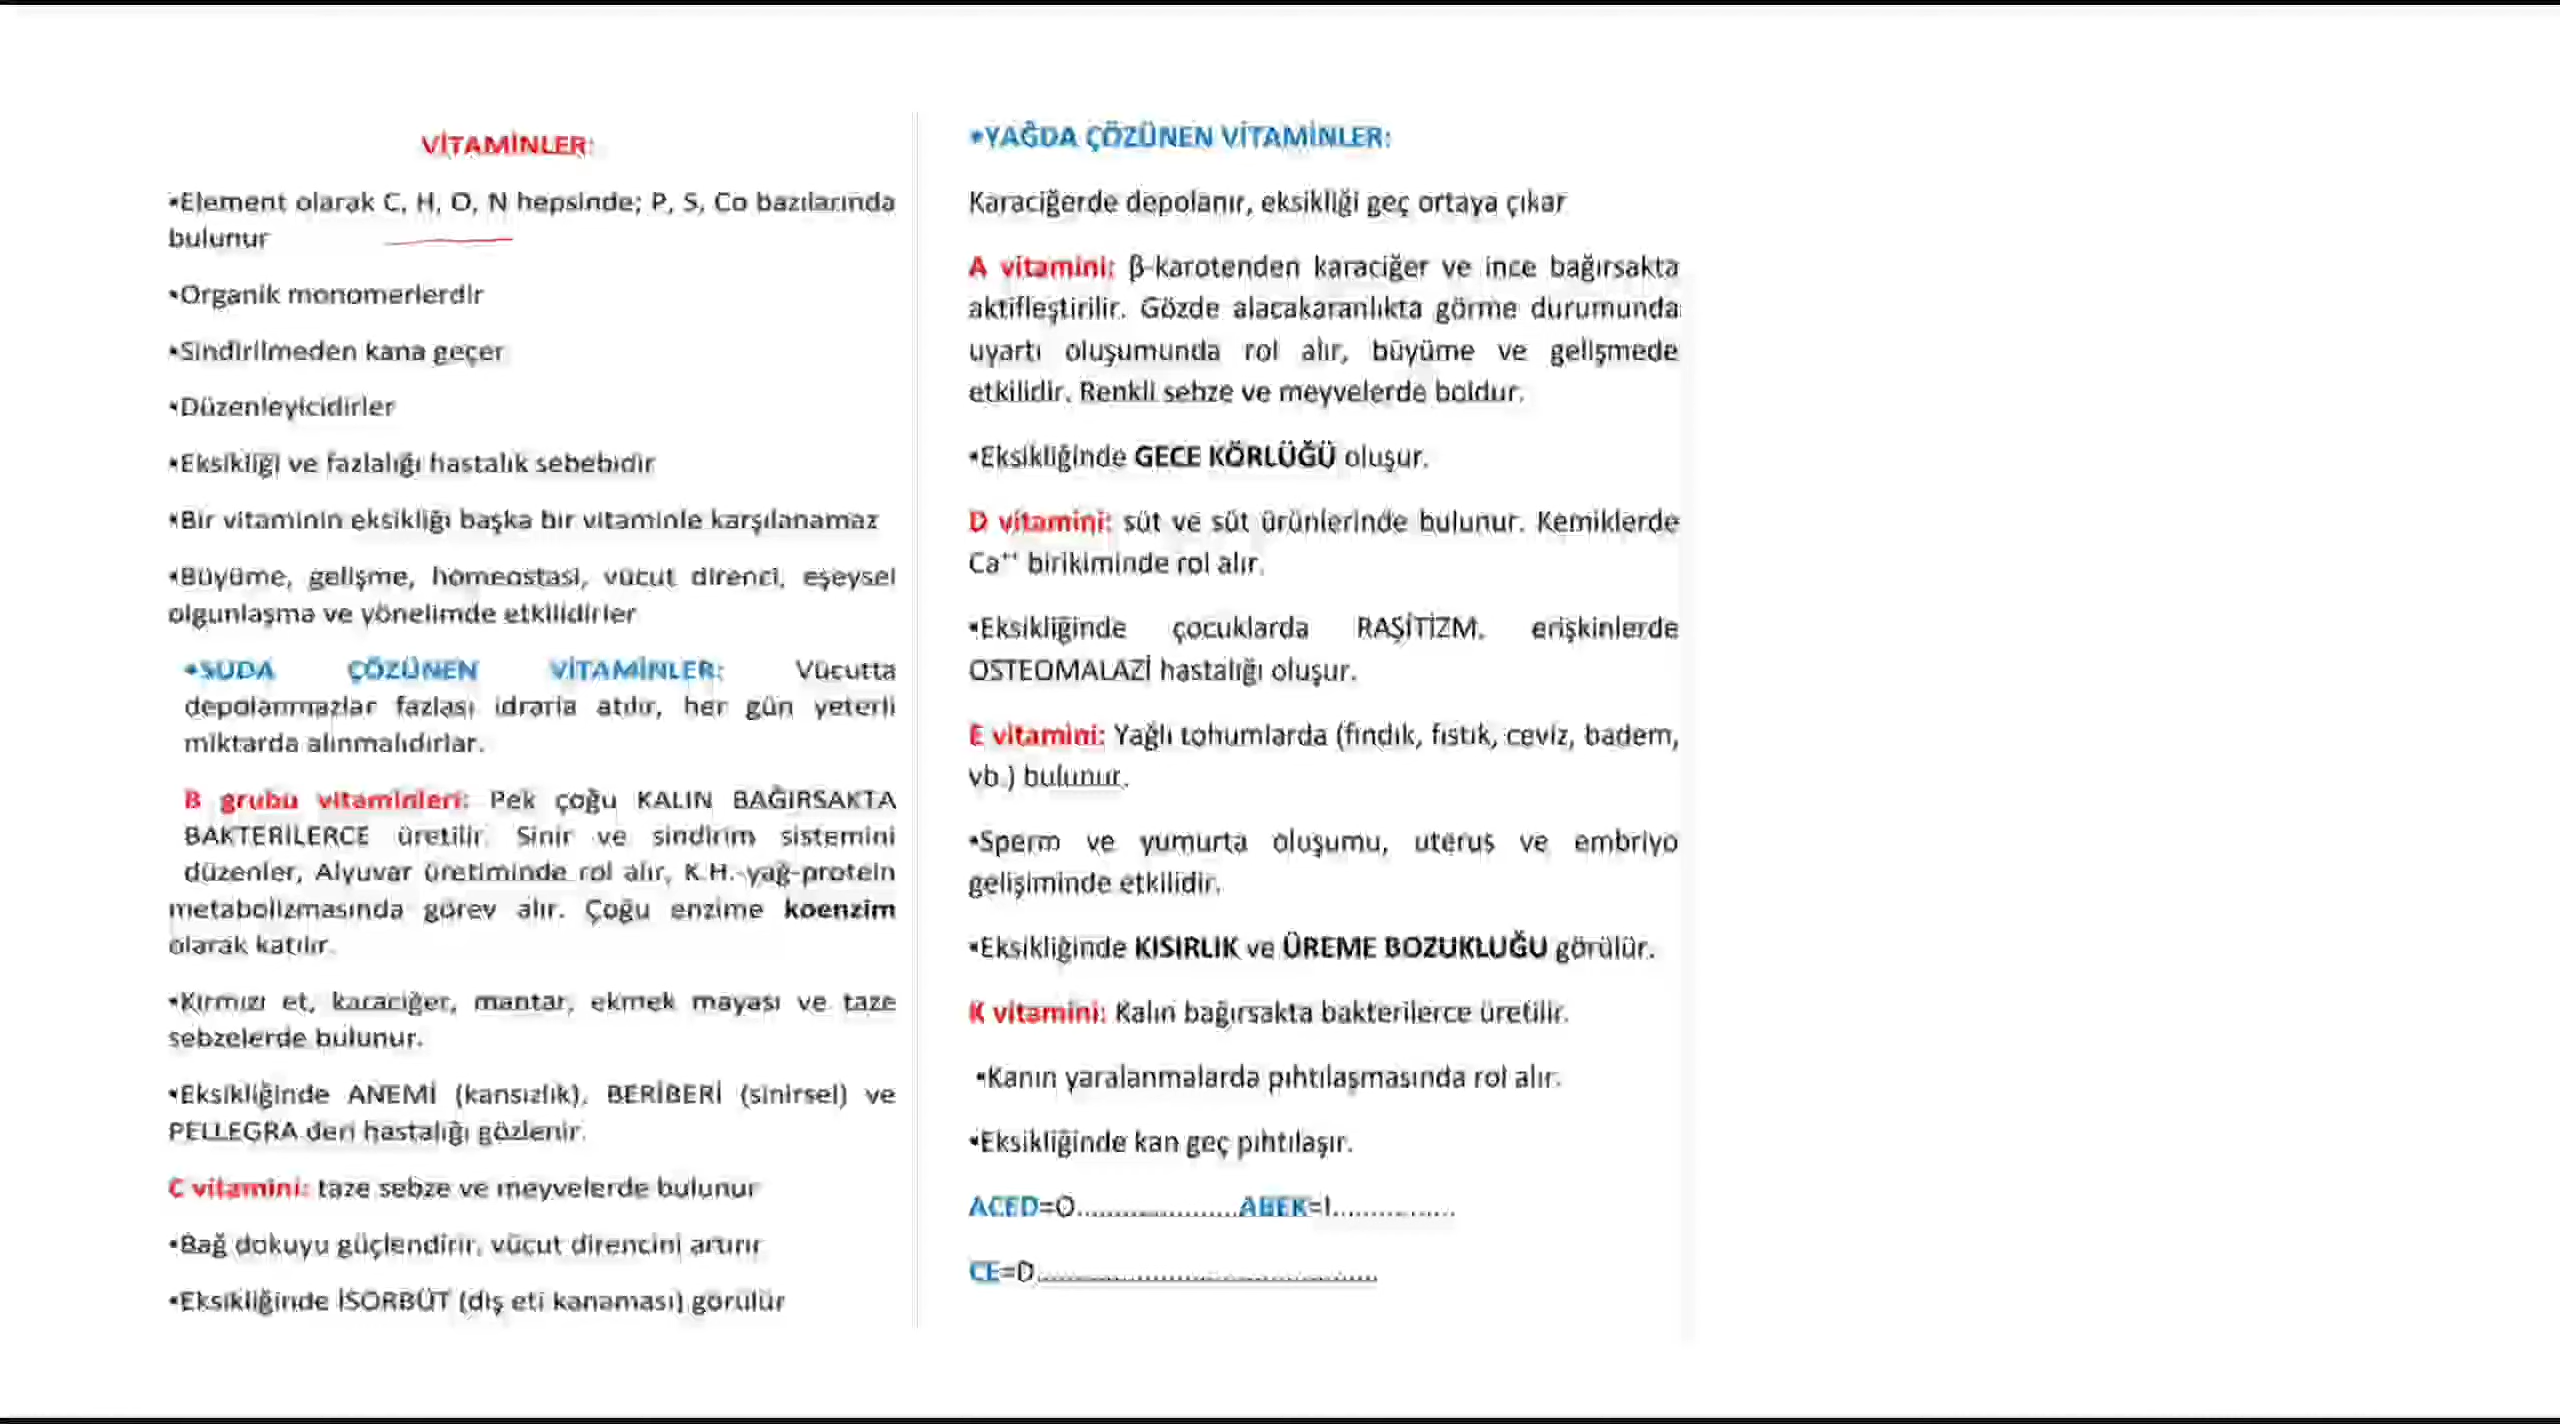 VİTAMİNLER:
•Element olarak C, H, O, N hepsinde; P, S, Co bazılarında
bulunur
•Organik monomerlerdir
•Sindirilmeden kana geçer
•Düzenleyicidirler
•Eksikliği ve fazlalığı hastalık sebebidir
•Bir vitaminin eksikliği başka bir vitaminle karşılanamaz
•Büyüme, gelişme, homeostasi, vücut direnci, eşeysel
olgunlaşma ve yönelimde etkilidirler
•SUDA ÇÖZÜNEN VİTAMİNLER: Vücutta
depolanmazlar fazlası idrarla atılır, her gün yeterli
miktarda alınmalıdırlar.
B grubu vitaminleri: Pek çoğu KALIN BAĞIRSAKTA
BAKTERİLERCE üretilir. Sinir ve sindirim sistemini
düzenler, Alyuvar üretiminde rol alır, K.H.-yağ-protein
metabolizmasında görev alır. Çoğu enzime koenzim
olarak katılır.
•Kırmızı et, karaciğer, mantar, ekmek mayası ve taze
sebzelerde bulunur.
•Eksikliğinde ANEMİ (kansızlık), BERİBERİ (sinirsel) ve
PELLEGRA deri hastalığı gözlenir.
C vitamini: taze sebze ve meyvelerde bulunur
•Bağ dokuyu güçlendirir, vücut direncini artırır
•Eksikliğinde İSORBÜT (diş eti kanaması) görülür
•YAĞDA ÇÖZÜNEN VİTAMİNLER:
Karaciğerde depolanır, eksikliği geç ortaya çıkar
A vitamini: β-karotenden karaciğer ve ince bağırsakta
aktifleştirilir. Gözde alacakaranlıkta görme durumunda
uyartı oluşumunda rol alır, büyüme ve gelişmede
etkilidir. Renkli sebze ve meyvelerde boldur.
•Eksikliğinde GECE KÖRLÜĞÜ oluşur.
D vitamini: süt ve süt ürünlerinde bulunur. Kemiklerde
Ca⁺⁺ birikiminde rol alır.
•Eksikliğinde çocuklarda RAŞİTİZM, erişkinlerde
OSTEOMALAZİ hastalığı oluşur.
E vitamini: Yağlı tohumlarda (fındık, fıstık, ceviz, badem,
vb.) bulunur.
•Sperm ve yumurta oluşumu, uterus ve embriyo
gelişiminde etkilidir.
•Eksikliğinde KISIRLIK ve ÜREME BOZUKLUĞU görülür.
K vitamini: Kalın bağırsakta bakterilerce üretilir.
•Kanın yaralanmalarda pıhtılaşmasında rol alır.
•Eksikliğinde kan geç pıhtılaşır.
ACED=O......................ABEK=I................
CE=D.............................................